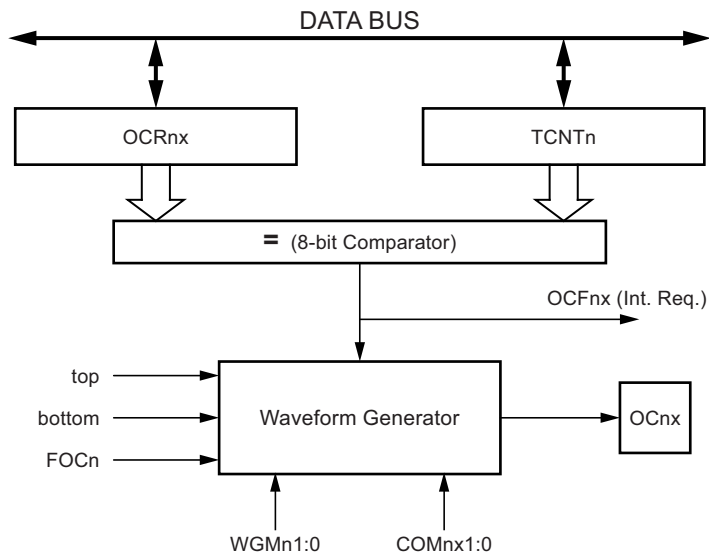 DATA BUS
OCRnx
TCNTn
= (8-bit Comparator)
OCFnx (Int. Req.)
top
bottom
FOCn
Waveform Generator
OCnx
WGMn1:0
COMnx1:0